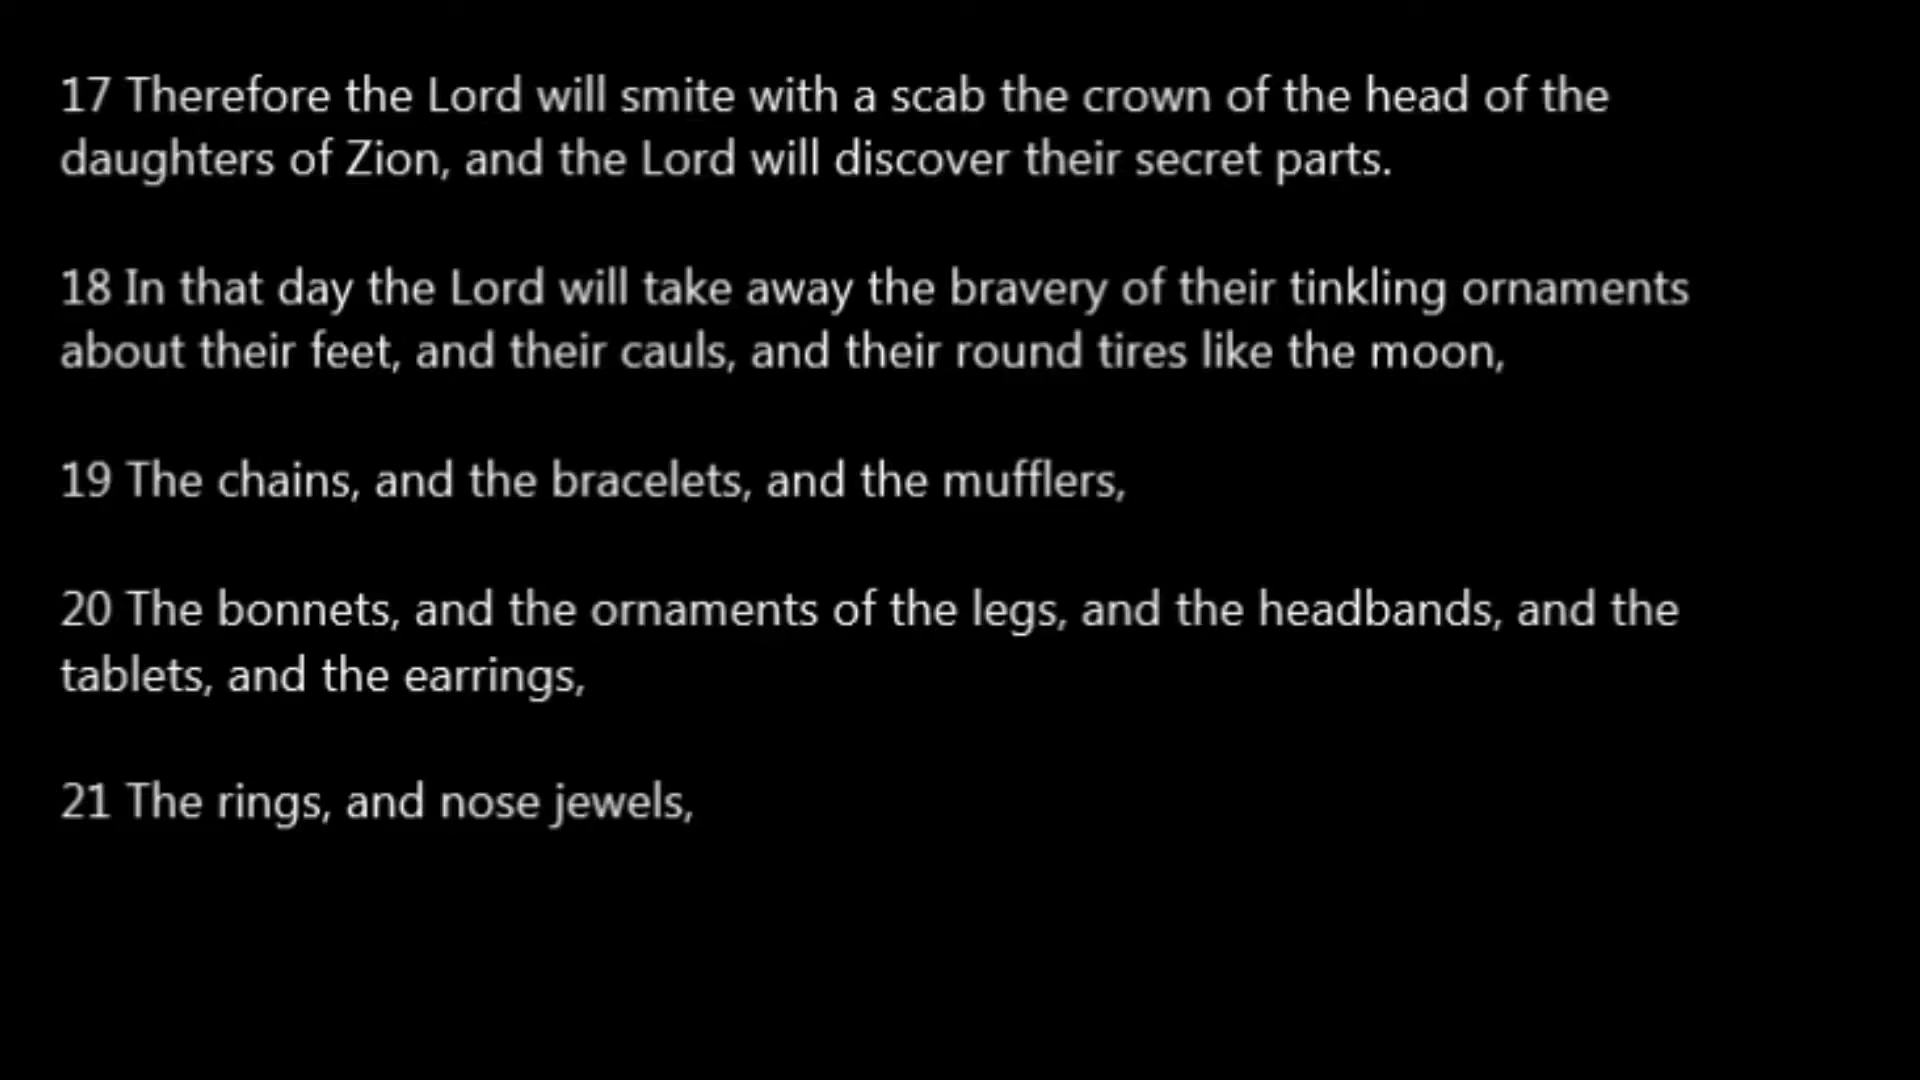 17 Therefore the Lord will smite with a scab the crown of the head of the
daughters of Zion, and the Lord will discover their secret parts.
18 In that day the Lord will take away the bravery of their tinkling ornaments
about their feet, and their cauls, and their round tires like the moon,
19 The chains, and the bracelets, and the mufflers,
20 The bonnets, and the ornaments of the legs, and the headbands, and the
tablets, and the earrings,
21 The rings, and nose jewels,